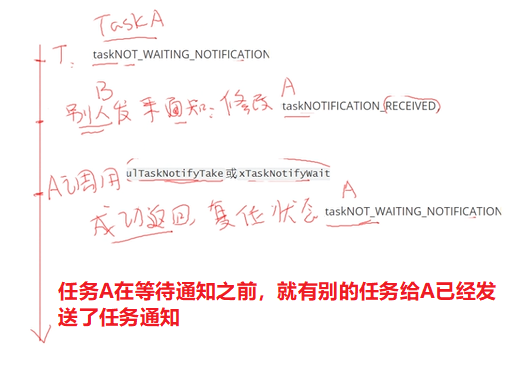 TaskA
T. taskNOT_WAITING_NOTIFICATION
B A
别人发来通知:修改 taskNOTIFICATION_RECEIVED
A调用 ulTaskNotifyTake 或 xTaskNotifyWait
A
成功返回,复位状态 taskNOT_WAITING_NOTIFICATION
任务A在等待通知之前,就有别的任务给A已经发
送了任务通知